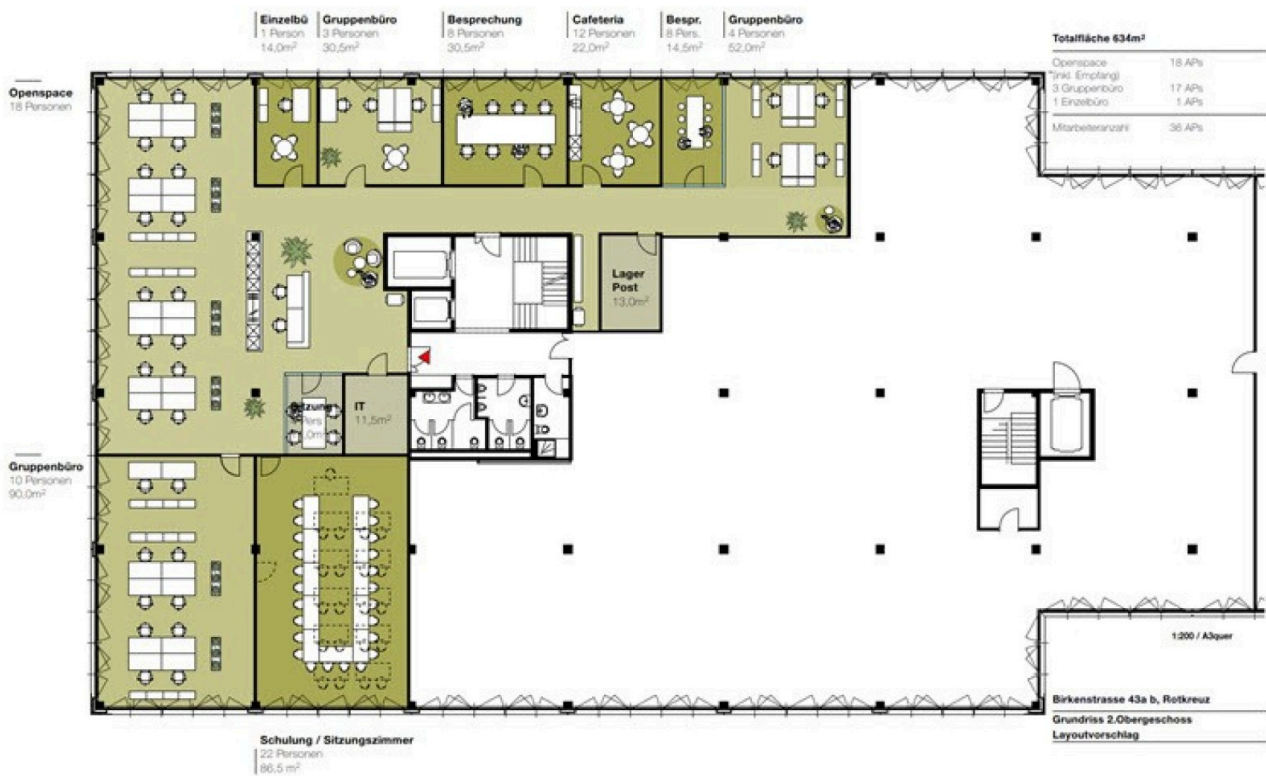 Einzelbü
1 Person
14,0m²
Gruppenbüro
3 Personen
30,5m²
Besprechung
8 Personen
30,5m²
Cafeteria
12 Personen
22,0m²
Bespr.
8 Pers.
14,5m²
Gruppenbüro
4 Personen
52,0m²
Totalfläche 634m²
Openspace 18 APs
(inkl. Empfang)
3 Gruppenbüro 17 APs
1 Einzelbüro 1 APs
Mitarbeiteranzahl 36 APs
Openspace
18 Personen
Lager
Post
13,0m²
Sitzung
Pers
,0m²
IT
11,5m²
Gruppenbüro
10 Personen
90,0m²
1:200 / A3quer
Birkenstrasse 43a b, Rotkreuz
Grundriss 2.Obergeschoss
Layoutvorschlag
Schulung / Sitzungszimmer
22 Personen
86,5 m²